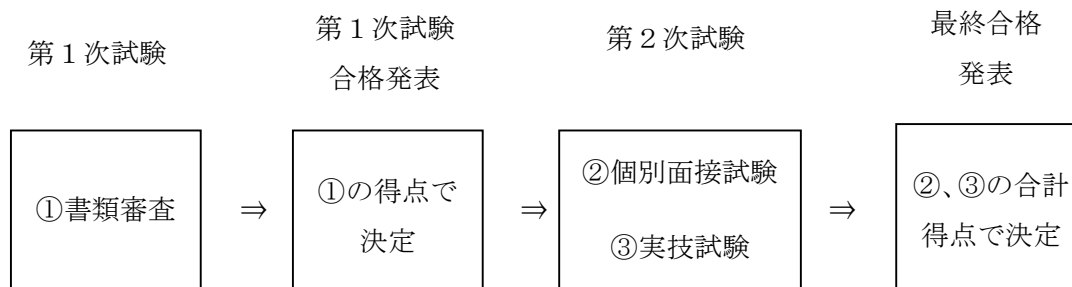 第１次試験
①書類審査
⇒
第１次試験
合格発表
①の得点で
決定
⇒
第２次試験
②個別面接試験
③実技試験
⇒
最終合格
発表
②、③の合計
得点で決定